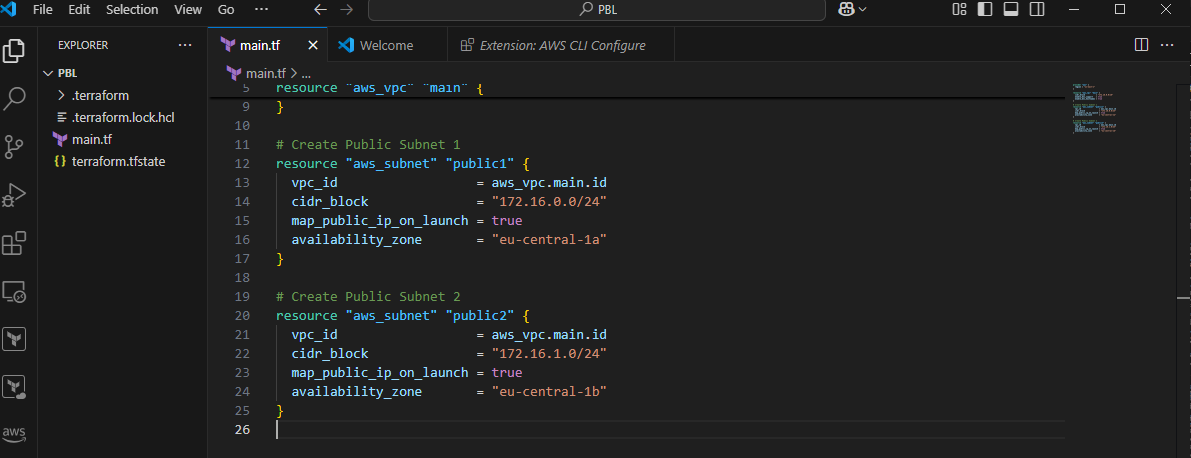 File Edit Selection View Go ··· PBL
EXPLORER ···
main.tf Welcome Extension: AWS CLI Configure ···
PBL
.terraform
.terraform.lock.hcl
main.tf
terraform.tfstate
aws
main.tf > ...
5 resource "aws_vpc" "main" {
9 }
10
11 # Create Public Subnet 1
12 resource "aws_subnet" "public1" {
13 vpc_id = aws_vpc.main.id
14 cidr_block = "172.16.0.0/24"
15 map_public_ip_on_launch = true
16 availability_zone = "eu-central-1a"
17 }
18
19 # Create Public Subnet 2
20 resource "aws_subnet" "public2" {
21 vpc_id = aws_vpc.main.id
22 cidr_block = "172.16.1.0/24"
23 map_public_ip_on_launch = true
24 availability_zone = "eu-central-1b"
25 }
26